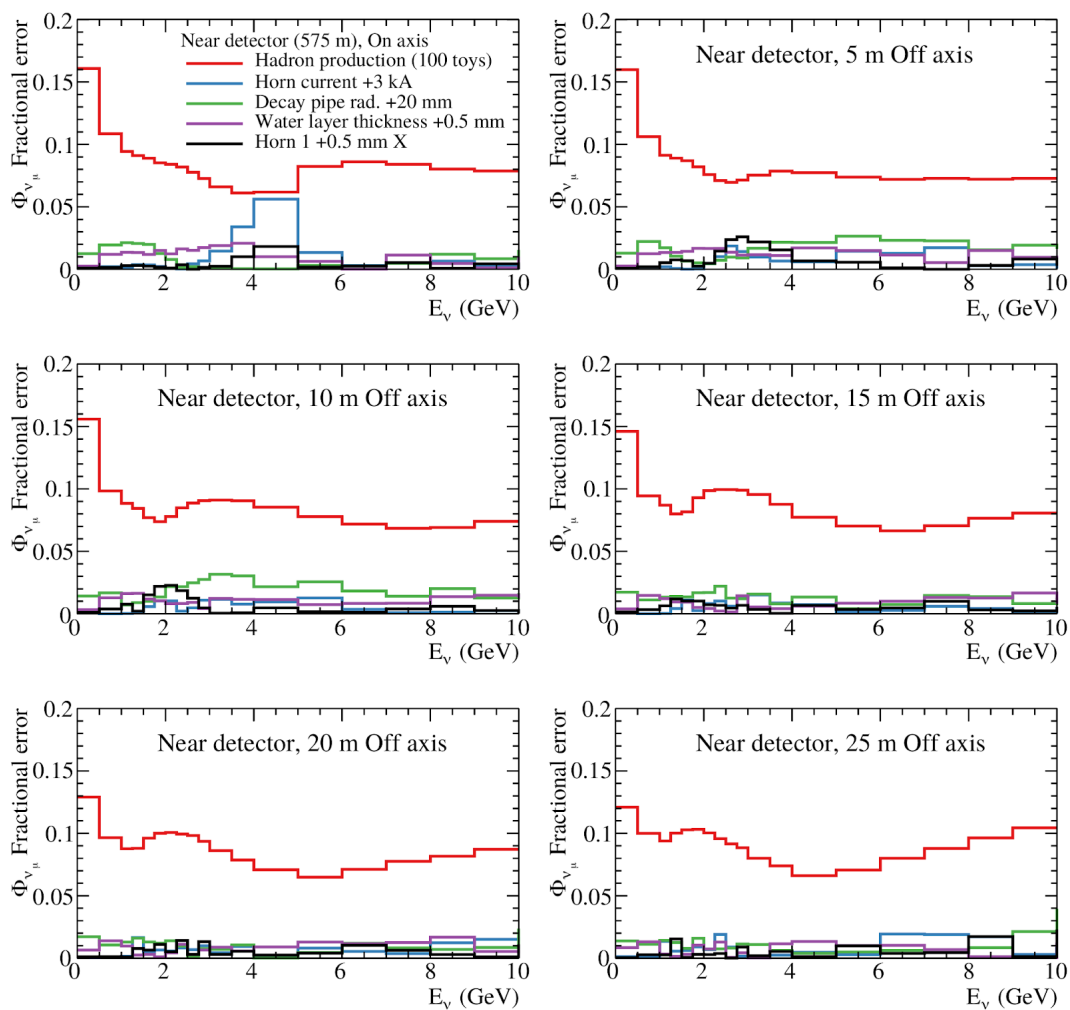 Φνμ Fractional error
0.2
0.15
0.1
0.05
0
Near detector (575 m), On axis
Hadron production (100 toys)
Horn current +3 kA
Decay pipe rad. +20 mm
Water layer thickness +0.5 mm
Horn 1 +0.5 mm X
0 2 4 6 8 10
Eν (GeV)
Φνμ Fractional error
0.2
0.15
0.1
0.05
0
Near detector, 5 m Off axis
0 2 4 6 8 10
Eν (GeV)
Φνμ Fractional error
0.2
0.15
0.1
0.05
0
Near detector, 10 m Off axis
0 2 4 6 8 10
Eν (GeV)
Φνμ Fractional error
0.2
0.15
0.1
0.05
0
Near detector, 15 m Off axis
0 2 4 6 8 10
Eν (GeV)
Φνμ Fractional error
0.2
0.15
0.1
0.05
0
Near detector, 20 m Off axis
0 2 4 6 8 10
Eν (GeV)
Φνμ Fractional error
0.2
0.15
0.1
0.05
0
Near detector, 25 m Off axis
0 2 4 6 8 10
Eν (GeV)